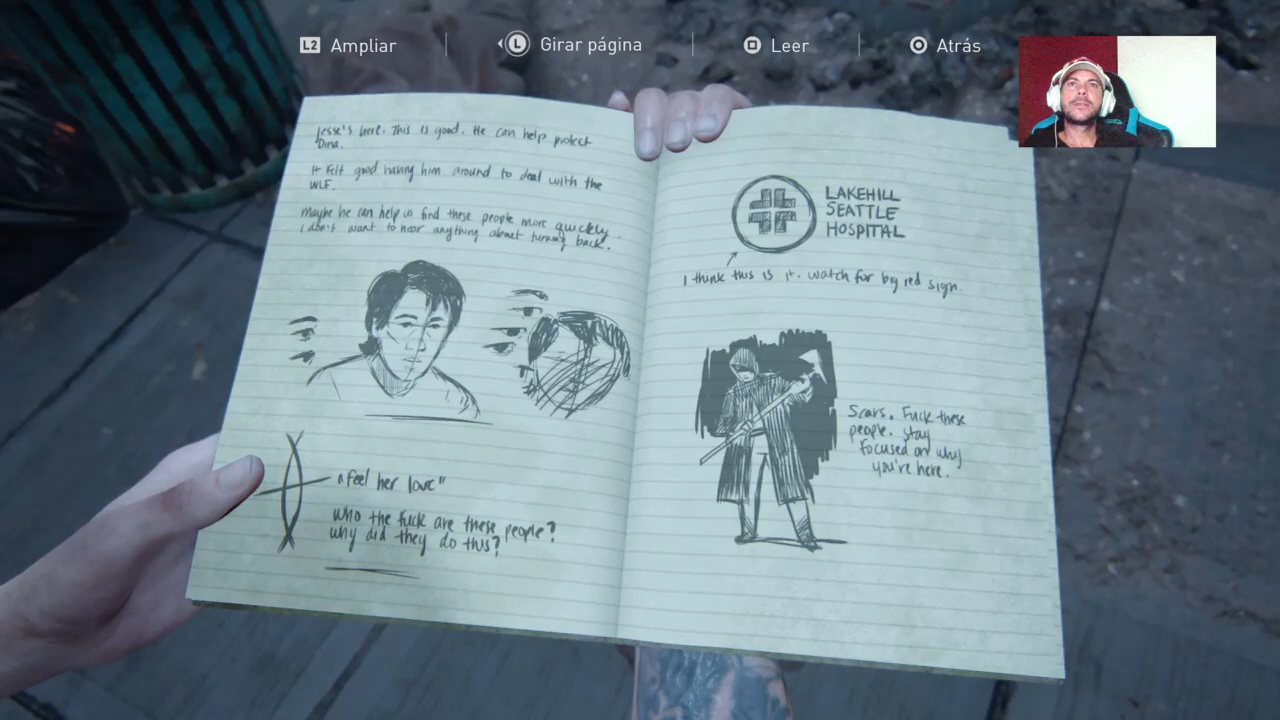 L2 Ampliar
L Girar página
Leer
Atrás
Jesse's here. This is good. He can help protect
Dina.
It felt good having him around to deal with the
WLF.
Maybe he can help us find these people more quickly.
I don't want to hear anything about turning back.
"Feel her love"
Who the fuck are these people?
why did they do this?
LAKEHILL
SEATTLE
HOSPITAL
I think this is it. watch for big red sign.
Scars. Fuck these
people. Stay
focused on why
you're here.